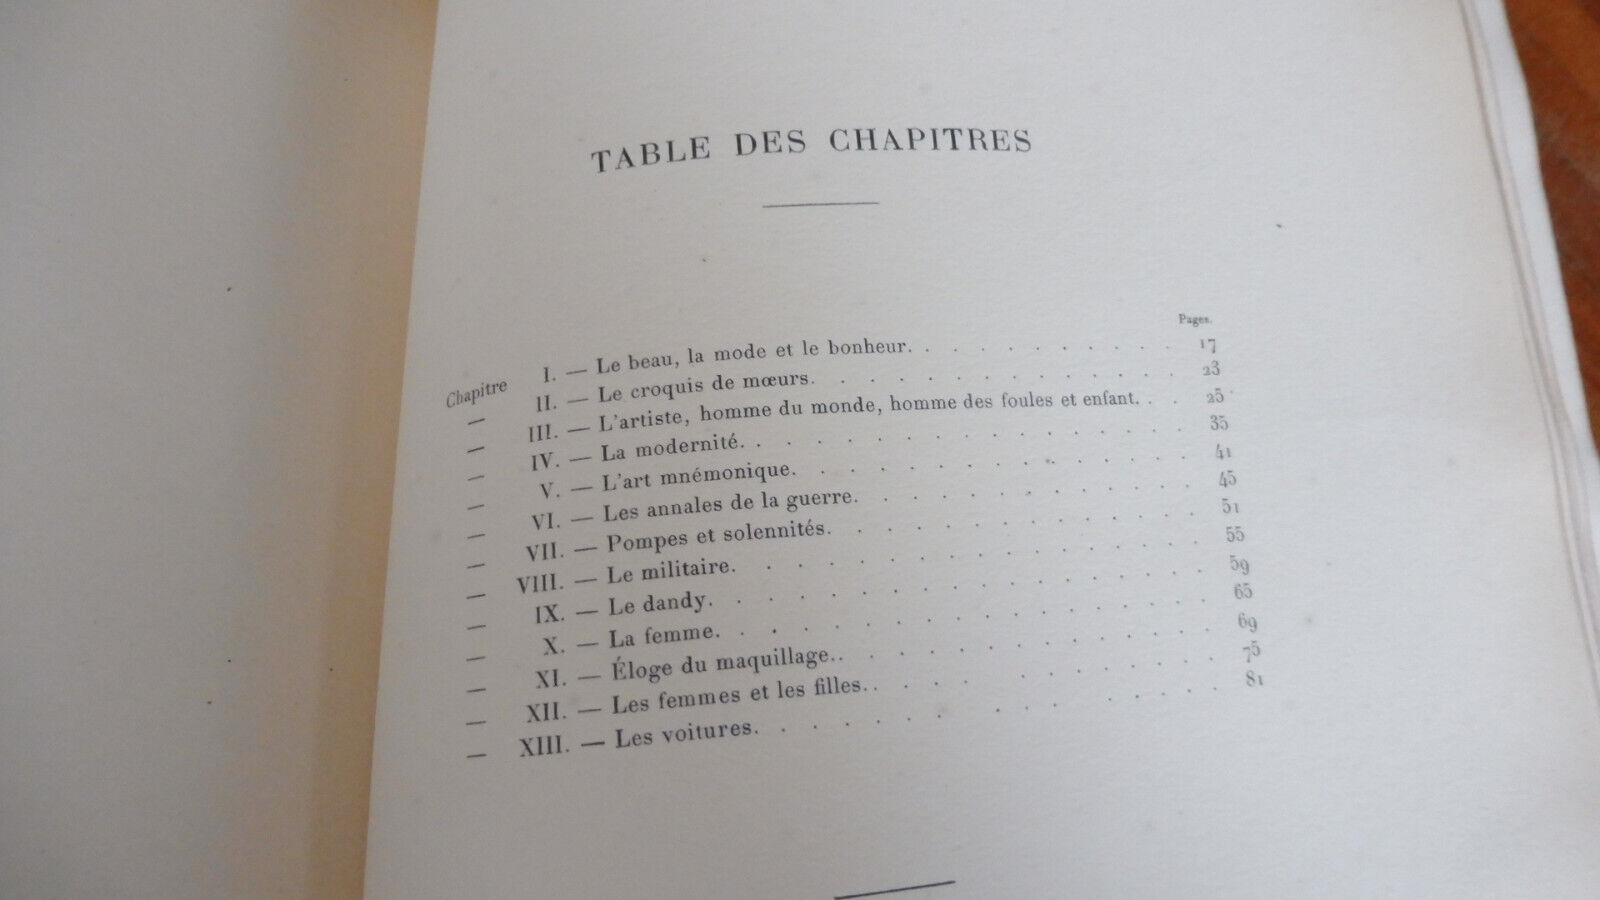 TABLE DES CHAPITRES
Pages.
Chapitre I. — Le beau, la mode et le bonheur. . . . . . . . . . 17
— II. — Le croquis de mœurs. . . . . . . . . . . . . 23
— III. — L'artiste, homme du monde, homme des foules et enfant. . . 25
— IV. — La modernité. . . . . . . . . . . . . . . 35
— V. — L'art mnémonique. . . . . . . . . . . . . 41
— VI. — Les annales de la guerre. . . . . . . . . . . 45
— VII. — Pompes et solennités. . . . . . . . . . . . 51
— VIII. — Le militaire. . . . . . . . . . . . . . . 55
— IX. — Le dandy. . . . . . . . . . . . . . . . 59
— X. — La femme. . . . . . . . . . . . . . . . 65
— XI. — Éloge du maquillage. . . . . . . . . . . . . 69
— XII. — Les femmes et les filles. . . . . . . . . . . . 75
— XIII. — Les voitures. . . . . . . . . . . . . . . 81